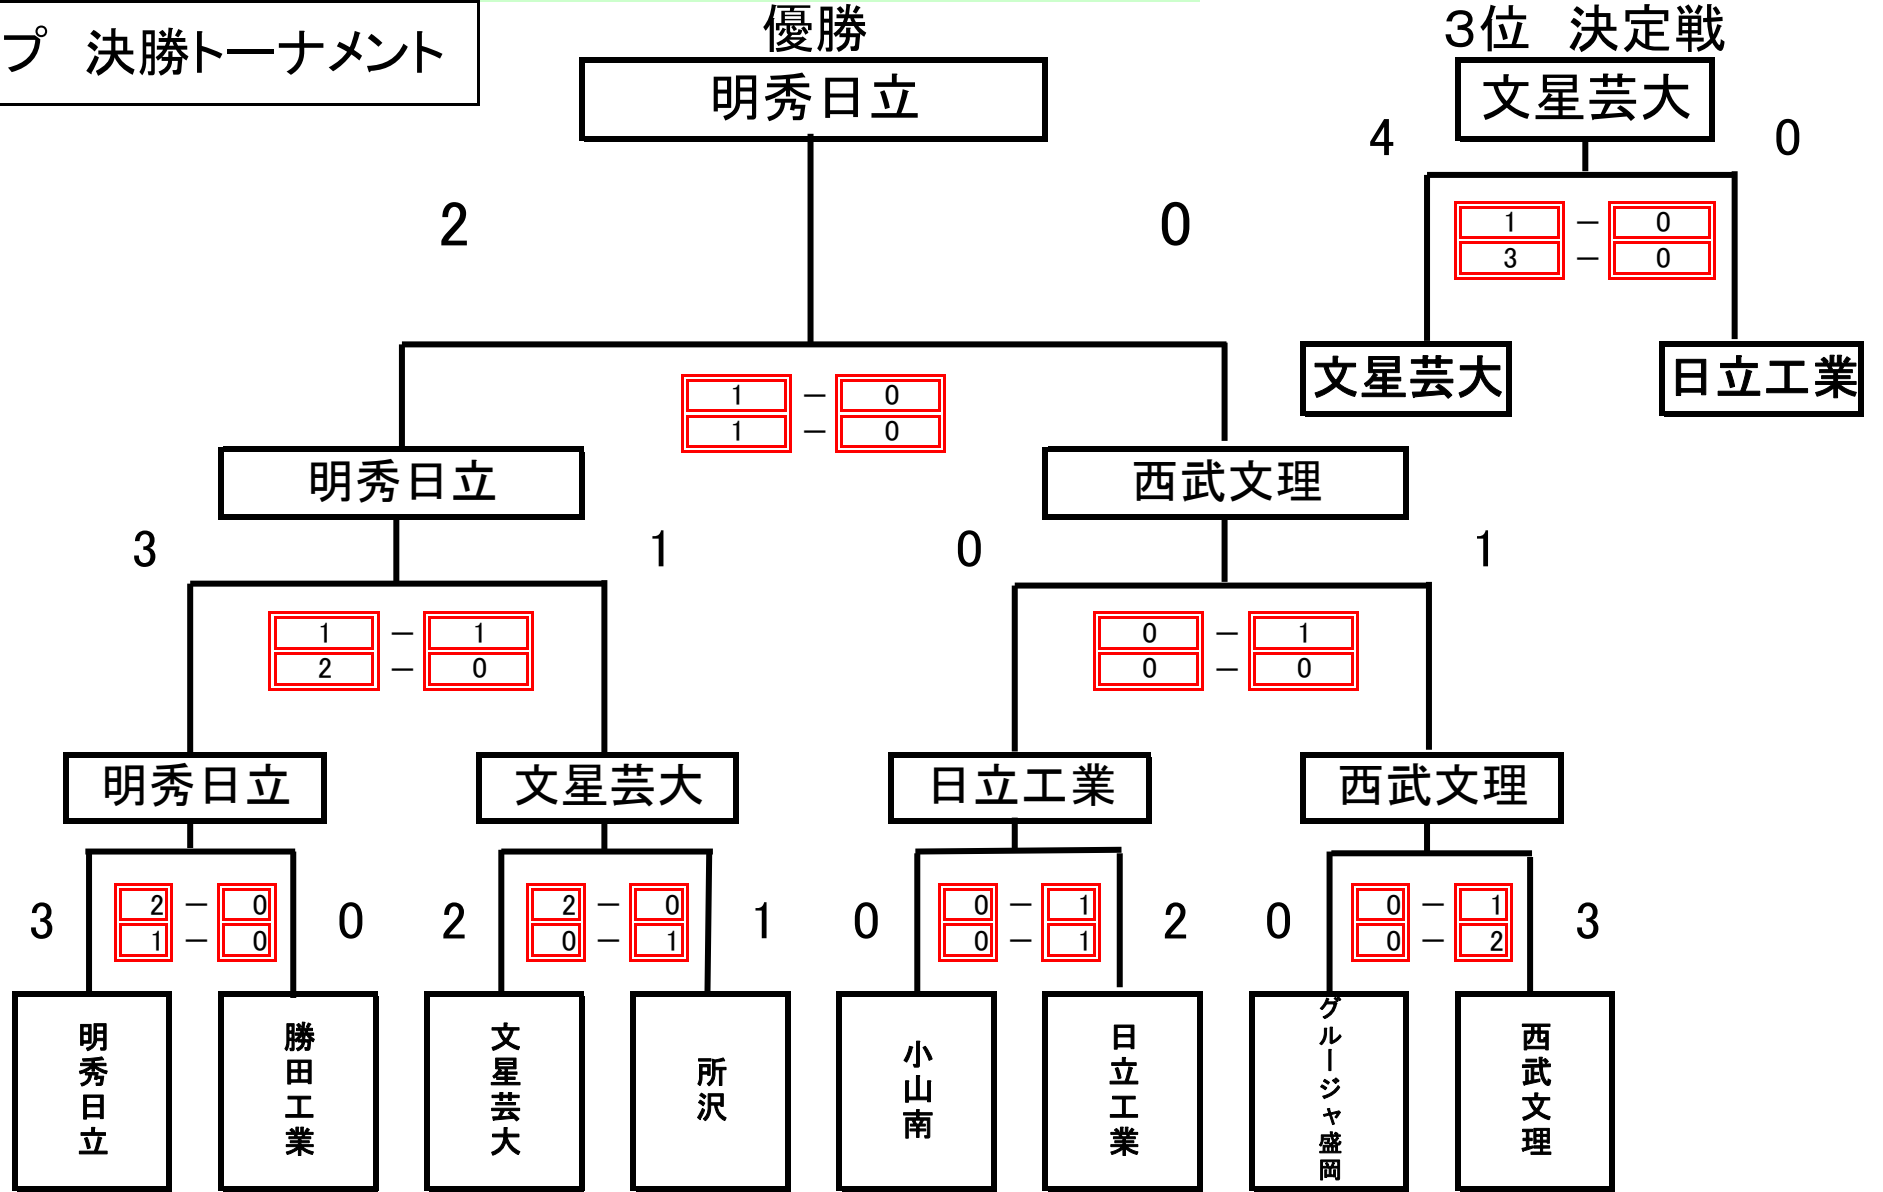 プ 決勝トーナメント
優勝
明秀日立
3位 決定戦
文星芸大
4 0
1 － 0
3 － 0
文星芸大 日立工業
2 0
1 － 0
1 － 0
明秀日立 西武文理
3 1 0 1
1 － 1 0 － 1
2 － 0 0 － 0
明秀日立 文星芸大 日立工業 西武文理
2 － 0 2 － 0 0 － 1 0 － 1
3 0 2 1 0 2 0 3
1 － 0 0 － 1 0 － 1 0 － 2
明秀日立
勝田工業
文星芸大
所沢
小山南
日立工業
グルージャ盛岡
西武文理